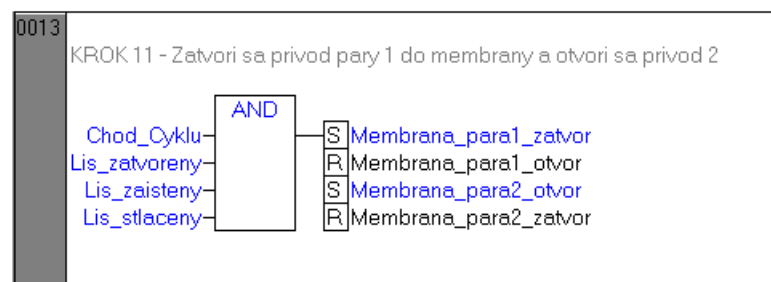 0013
KROK 11 - Zatvori sa privod pary 1 do membrany a otvori sa privod 2
AND
Chod_Cyklu
S Membrana_para1_zatvor
Lis_zatvoreny
R Membrana_para1_otvor
Lis_zaisteny
S Membrana_para2_otvor
Lis_stlaceny
R Membrana_para2_zatvor